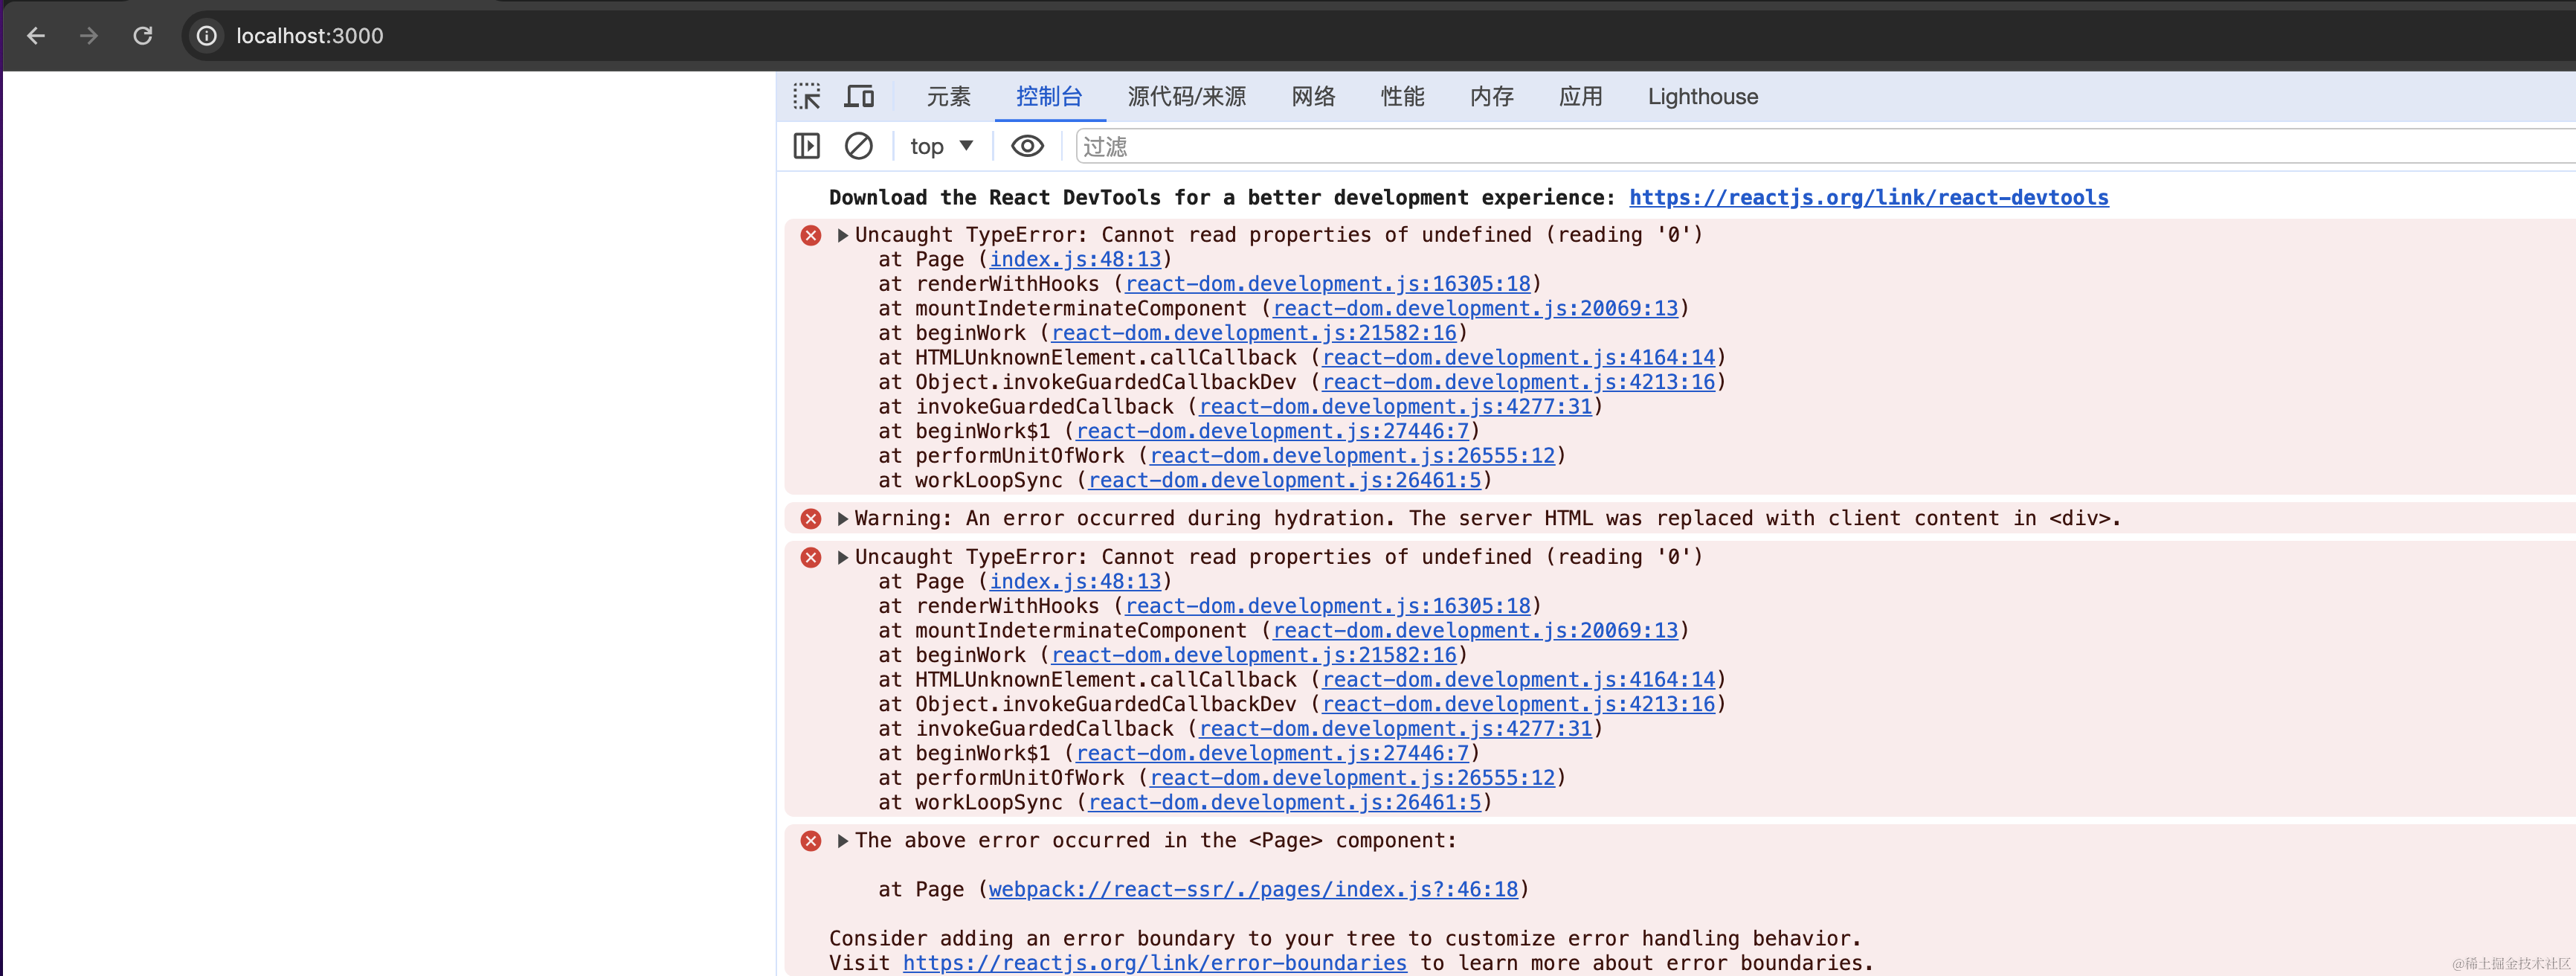 localhost:3000
元素 控制台 源代码/来源 网络 性能 内存 应用 Lighthouse
top 过滤
Download the React DevTools for a better development experience: https://reactjs.org/link/react-devtools
Uncaught TypeError: Cannot read properties of undefined (reading '0')
at Page (index.js:48:13)
at renderWithHooks (react-dom.development.js:16305:18)
at mountIndeterminateComponent (react-dom.development.js:20069:13)
at beginWork (react-dom.development.js:21582:16)
at HTMLUnknownElement.callCallback (react-dom.development.js:4164:14)
at Object.invokeGuardedCallbackDev (react-dom.development.js:4213:16)
at invokeGuardedCallback (react-dom.development.js:4277:31)
at beginWork$1 (react-dom.development.js:27446:7)
at performUnitOfWork (react-dom.development.js:26555:12)
at workLoopSync (react-dom.development.js:26461:5)
Warning: An error occurred during hydration. The server HTML was replaced with client content in <div>.
Uncaught TypeError: Cannot read properties of undefined (reading '0')
at Page (index.js:48:13)
at renderWithHooks (react-dom.development.js:16305:18)
at mountIndeterminateComponent (react-dom.development.js:20069:13)
at beginWork (react-dom.development.js:21582:16)
at HTMLUnknownElement.callCallback (react-dom.development.js:4164:14)
at Object.invokeGuardedCallbackDev (react-dom.development.js:4213:16)
at invokeGuardedCallback (react-dom.development.js:4277:31)
at beginWork$1 (react-dom.development.js:27446:7)
at performUnitOfWork (react-dom.development.js:26555:12)
at workLoopSync (react-dom.development.js:26461:5)
The above error occurred in the <Page> component:
at Page (webpack://react-ssr/./pages/index.js?:46:18)
Consider adding an error boundary to your tree to customize error handling behavior.
Visit https://reactjs.org/link/error-boundaries to learn more about error boundaries.
@稀土掘金技术社区